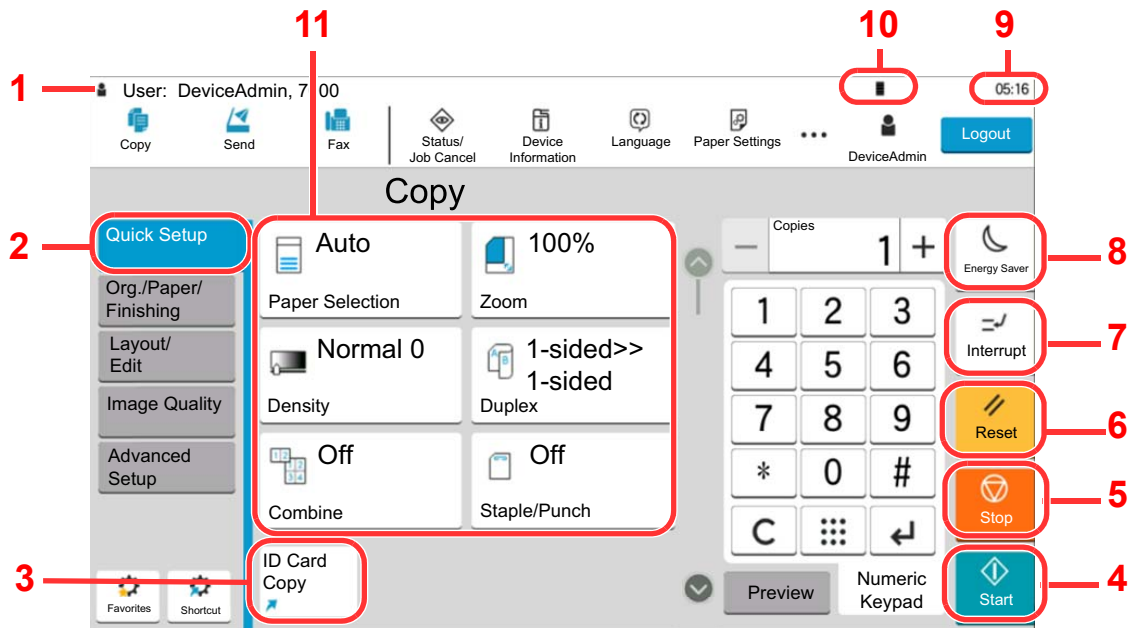 11
10
9
1
User: DeviceAdmin, 7 00
05:16
Copy
Send
Fax
Status/
Job Cancel
Device
Information
Language
Paper Settings
DeviceAdmin
Logout
Copy
2
Quick Setup
Org./Paper/
Finishing
Layout/
Edit
Image Quality
Advanced
Setup
Auto
Paper Selection
100%
Zoom
Normal 0
Density
1-sided>>
1-sided
Duplex
Off
Combine
Off
Staple/Punch
3
ID Card
Copy
Favorites
Shortcut
Copies
— 1 +
1 2 3
4 5 6
7 8 9
* 0 #
C
Preview
Numeric
Keypad
Energy Saver
8
Interrupt
7
Reset
6
Stop
5
Start
4